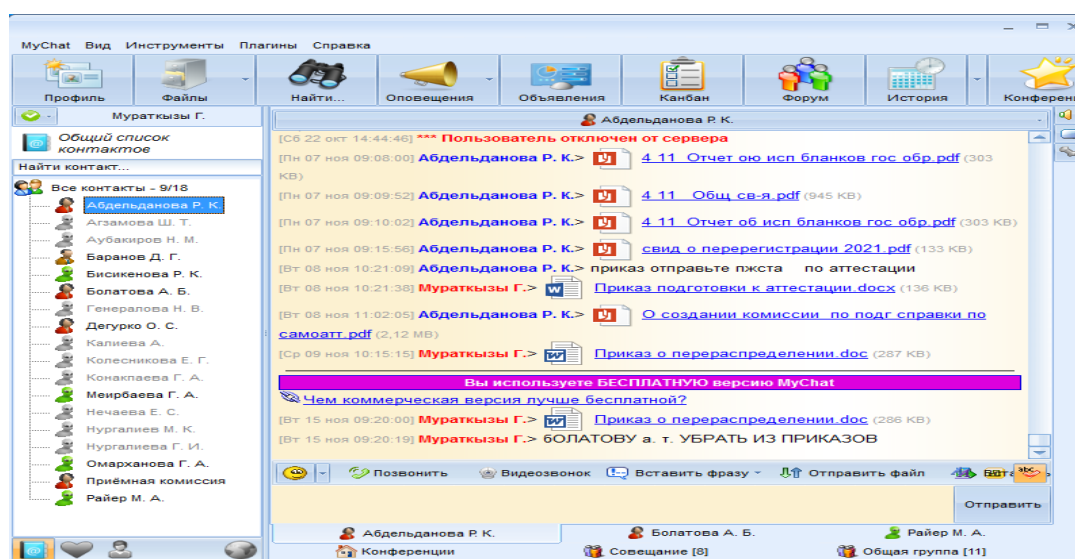 MyChat Вид Инструменты Плагины Справка
Профиль Файлы Найти... Оповещения Объявления Канбан Форум История Конферен
Мураткызы Г.
Общий список
контактов
Найти контакт...
Все контакты - 9/18
Абдельданова Р. К
Агзамова Ш. Т.
Аубакиров Н. М.
Баранов Д. Г.
Бисикенова Р. К.
Болатова А. Б.
Генералова Н. В.
Дегурко О. С.
Калиева А.
Колесникова Е. Г.
Конакпаева Г. А.
Меирбаева Г. А.
Нечаева Е. С.
Нургалиев М. К.
Нургалиева Г. И.
Омарханова Г. А.
Приёмная комиссия
Райер М. А.
Абдельданова Р. К.
[Сб 22 окт 14:44:46] *** Пользователь отключен от сервера
[Пн 07 ноя 09:08:00] Абдельданова Р. К.> 4_11_Отчет ою исп бланков гос обр.pdf (303
KB)
[Пн 07 ноя 09:09:52] Абдельданова Р. К.> 4_11_ Общ св-я.pdf (945 KB)
[Пн 07 ноя 09:10:02] Абдельданова Р. К.> 4_11_Отчет об исп бланков гос обр.pdf (303 KB)
[Пн 07 ноя 09:15:56] Абдельданова Р. К.> свид о перерегистрации 2021.pdf (133 KB)
[Вт 08 ноя 10:21:09] Абдельданова Р. К.> приказ отправьте пжста по аттестации
[Вт 08 ноя 10:21:38] Мураткызы Г.> Приказ подготовки к аттестации.docx (136 KB)
[Вт 08 ноя 11:02:05] Абдельданова Р. К.> О создании комиссии по подг справки по
самоатт.pdf (2,12 MB)
[Ср 09 ноя 10:15:15] Мураткызы Г.> Приказ о перераспределении.doc (287 KB)
Вы используете БЕСПЛАТНУЮ версию MyChat
Чем коммерческая версия лучше бесплатной?
[Вт 15 ноя 09:20:00] Мураткызы Г.> Приказ о перераспределении.doc (286 KB)
[Вт 15 ноя 09:20:19] Мураткызы Г.> бОЛАТОВУ а. т. УБРАТЬ ИЗ ПРИКАЗОВ
Позвонить Видеозвонок Вставить фразу Отправить файл
Отправить
Абдельданова Р. К. Болатова А. Б. Райер М. А.
Конференции Совещание [8] Общая группа [11]